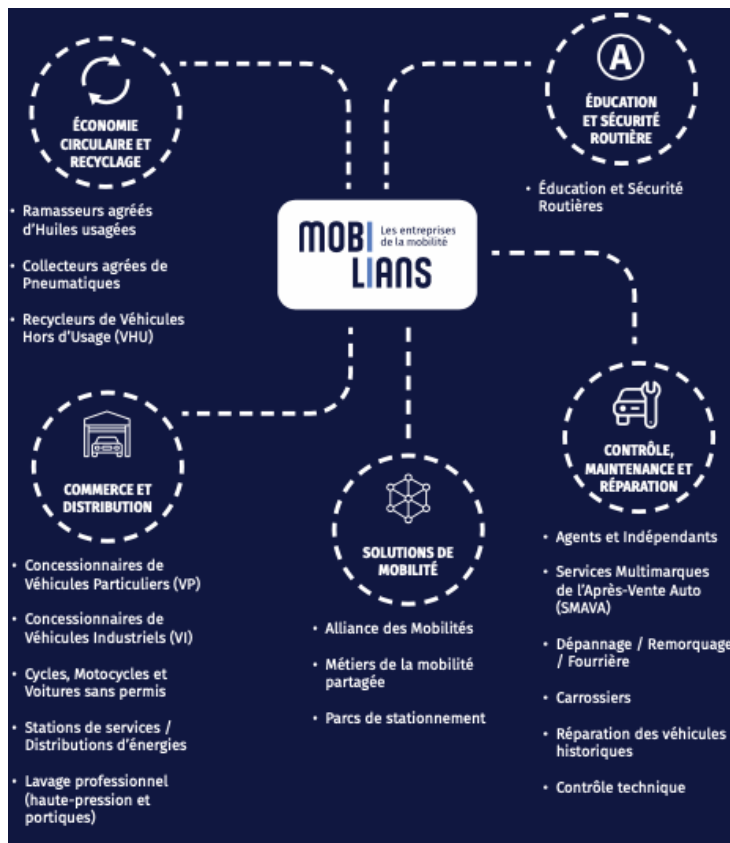 ÉCONOMIE
CIRCULAIRE ET
RECYCLAGE
• Ramasseurs agréés
d'Huiles usagées
• Collecteurs agrées de
Pneumatiques
• Recycleurs de Véhicules
Hors d'Usage (VHU)
A
ÉDUCATION
ET SÉCURITÉ
ROUTIÈRE
• Éducation et Sécurité
Routières
MOBI
LIANS
Les entreprises
de la mobilité
COMMERCE ET
DISTRIBUTION
• Concessionnaires de
Véhicules Particuliers (VP)
• Concessionnaires de
Véhicules Industriels (VI)
• Cycles, Motocycles et
Voitures sans permis
• Stations de services /
Distributions d'énergies
• Lavage professionnel
(haute-pression et
portiques)
SOLUTIONS DE
MOBILITÉ
• Alliance des Mobilités
• Métiers de la mobilité
partagée
• Parcs de stationnement
CONTRÔLE,
MAINTENANCE ET
RÉPARATION
• Agents et Indépendants
• Services Multimarques
de l'Après-Vente Auto
(SMAVA)
• Dépannage / Remorquage
/ Fourrière
• Carrossiers
• Réparation des véhicules
historiques
• Contrôle technique